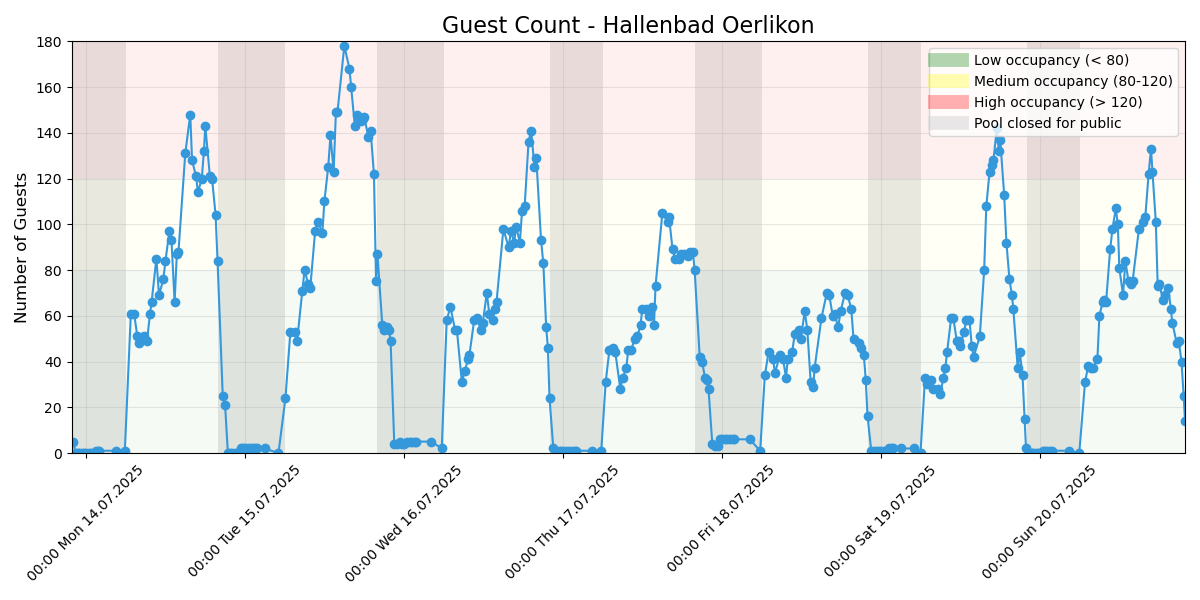 Guest Count - Hallenbad Oerlikon
Number of Guests
180
160
140
120
100
80
60
40
20
0
Low occupancy (< 80)
Medium occupancy (80-120)
High occupancy (> 120)
Pool closed for public
00:00 Mon 14.07.2025
00:00 Tue 15.07.2025
00:00 Wed 16.07.2025
00:00 Thu 17.07.2025
00:00 Fri 18.07.2025
00:00 Sat 19.07.2025
00:00 Sun 20.07.2025